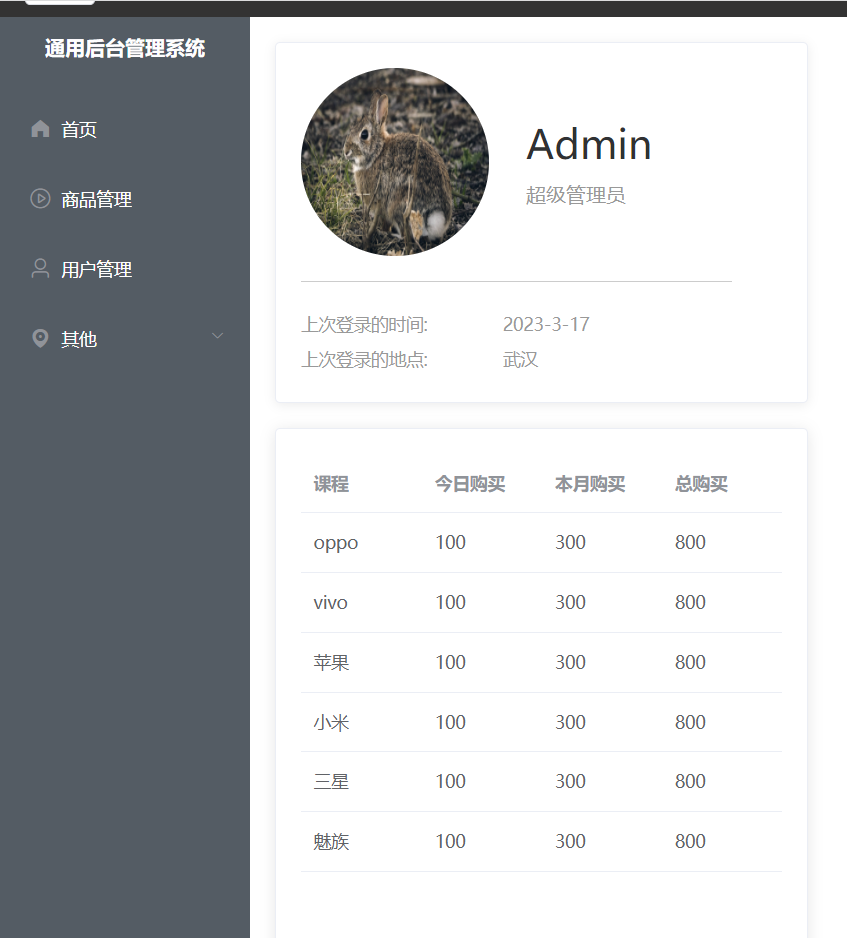 通用后台管理系统
首页
商品管理
用户管理
其他
Admin
超级管理员
上次登录的时间: 2023-3-17
上次登录的地点: 武汉
课程 今日购买 本月购买 总购买
oppo 100 300 800
vivo 100 300 800
苹果 100 300 800
小米 100 300 800
三星 100 300 800
魅族 100 300 800